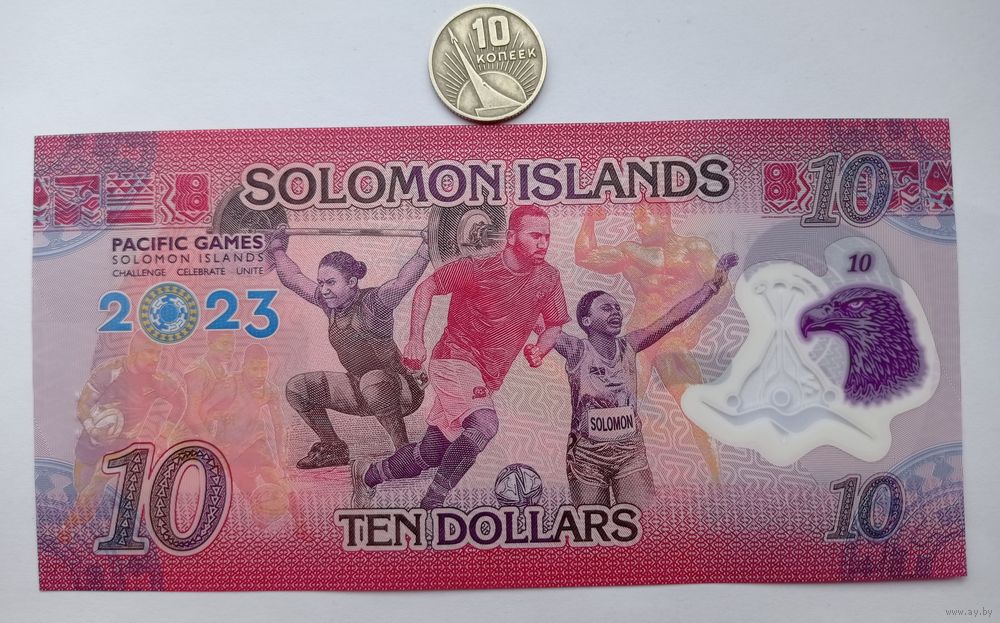 10
КОПЕЕК
SOLOMON ISLANDS
10
PACIFIC GAMES
SOLOMON ISLANDS
CHALLENGE CELEBRATE UNITE
2023
10
SOLOMON
10
TEN DOLLARS
10
www.ay.by